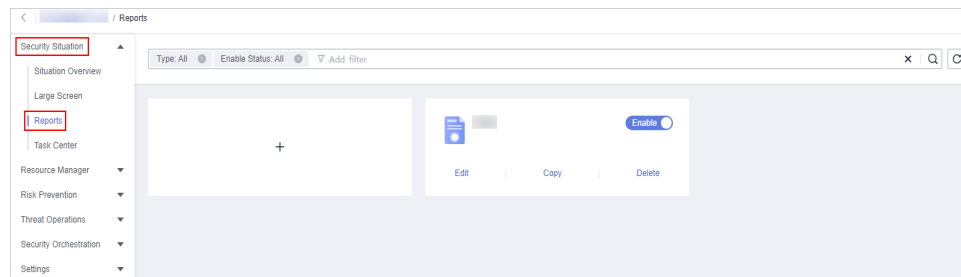 / Reports
Security Situation
Type: All Enable Status: All Add filter
Situation Overview
Large Screen
Reports
Enable
Task Center
+
Resource Manager
Edit Copy Delete
Risk Prevention
Threat Operations
Security Orchestration
Settings